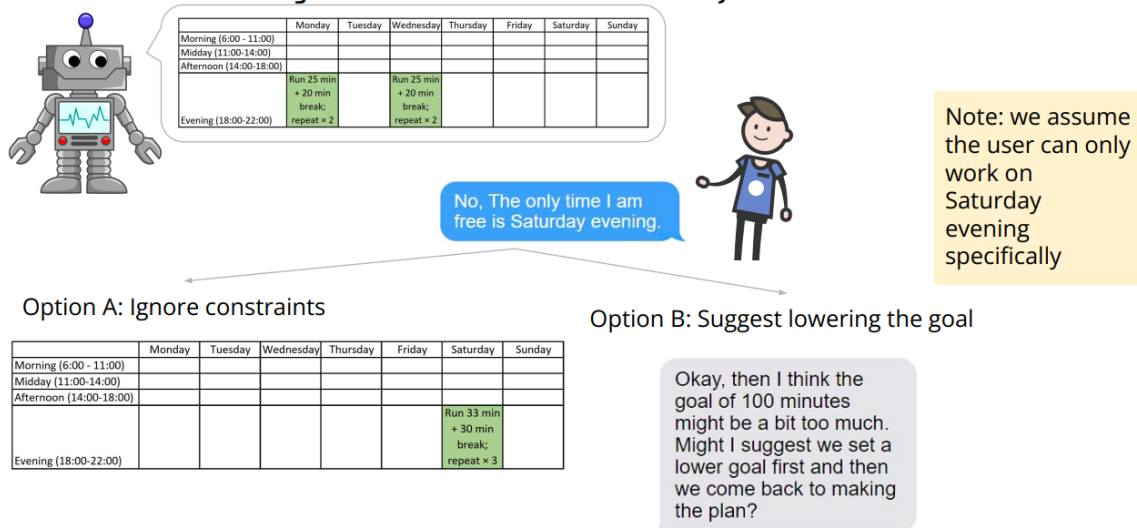 Monday Tuesday Wednesday Thursday Friday Saturday Sunday
Morning (6:00 - 11:00)
Midday (11:00-14:00)
Afternoon (14:00-18:00)
Run 25 min Run 25 min
+ 20 min + 20 min
break; break;
Evening (18:00-22:00) repeat × 2 repeat × 2
No, The only time I am
free is Saturday evening.
Note: we assume
the user can only
work on
Saturday
evening
specifically
Option A: Ignore constraints
Monday Tuesday Wednesday Thursday Friday Saturday Sunday
Morning (6:00 - 11:00)
Midday (11:00-14:00)
Afternoon (14:00-18:00)
Run 33 min
+ 30 min
break;
Evening (18:00-22:00) repeat × 3
Option B: Suggest lowering the goal
Okay, then I think the
goal of 100 minutes
might be a bit too much.
Might I suggest we set a
lower goal first and then
we come back to making
the plan?